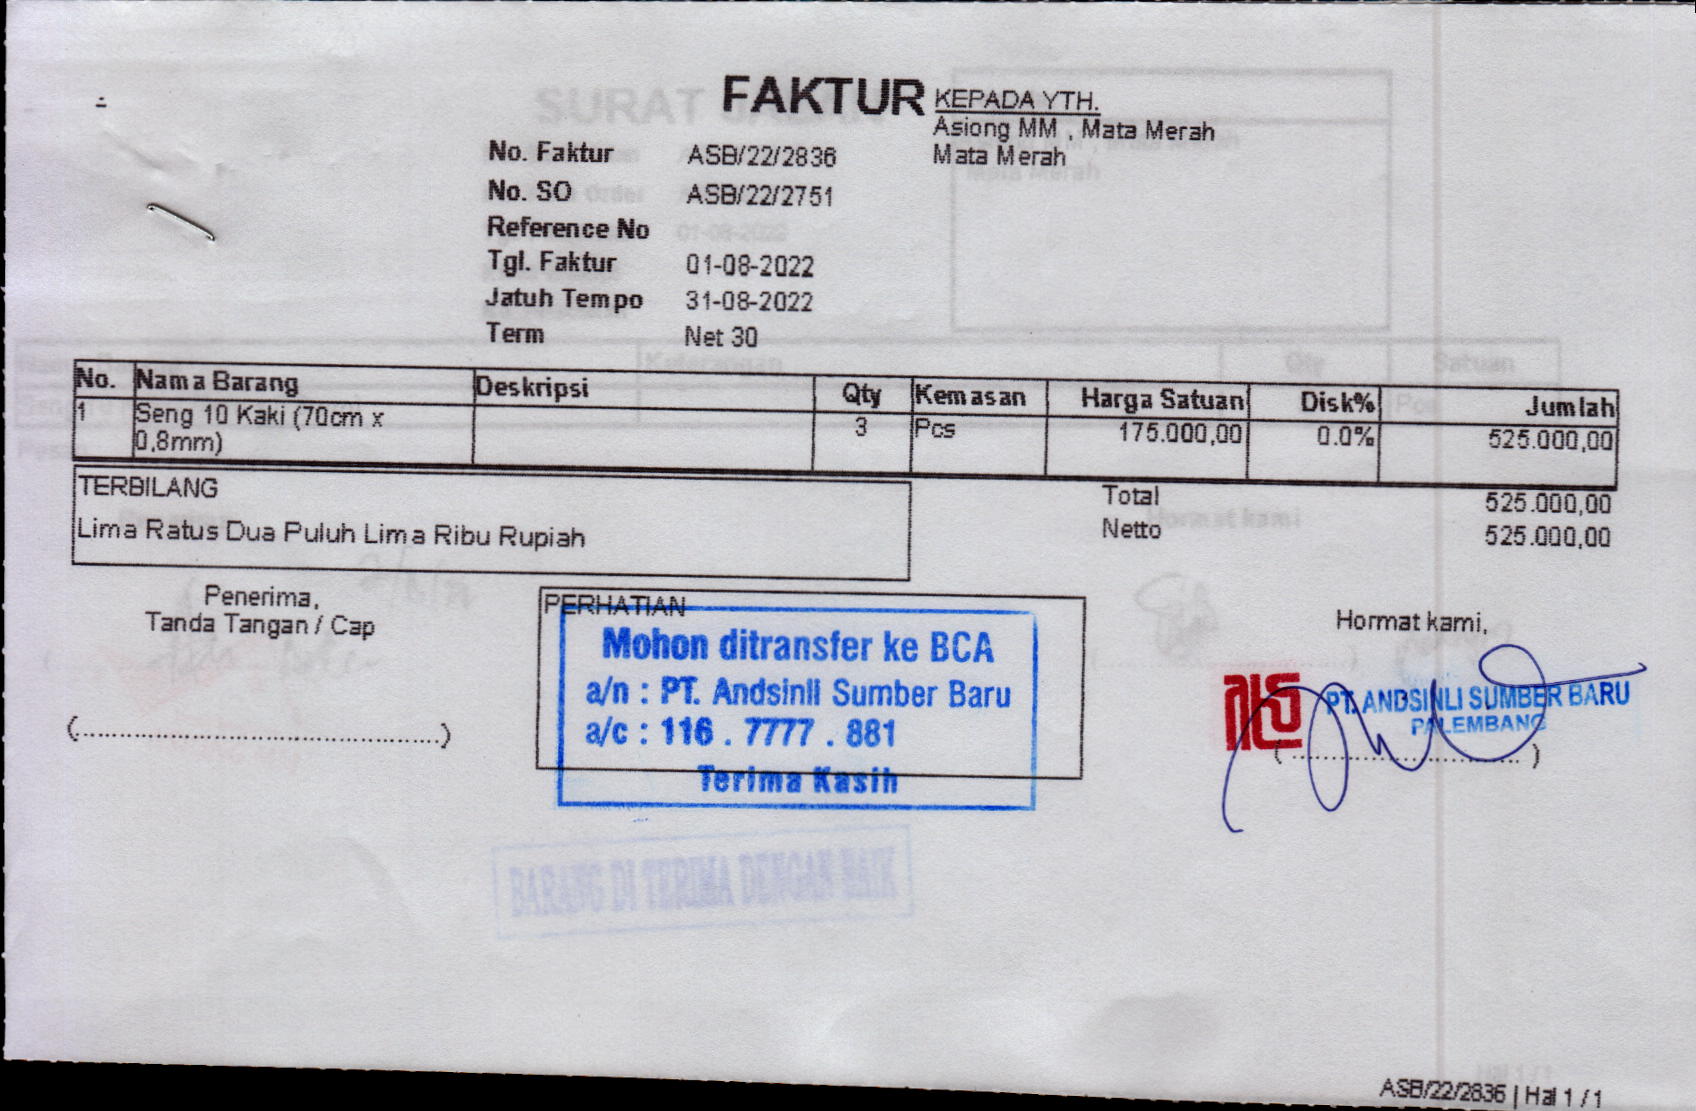 FAKTUR
KEPADA YTH.
Asiong MM , Mata Merah
Mata Merah
No. Faktur ASB/22/2836
No. SO ASB/22/2751
Reference No
Tgl. Faktur 01-08-2022
Jatuh Tempo 31-08-2022
Term Net 30
No. Nama Barang Deskripsi Qty Kemasan Harga Satuan Disk% Jumlah
1 Seng 10 Kaki (70cm x 3 Pcs 175.000,00 0.0% 525.000,00
0,8mm)
TERBILANG
Lima Ratus Dua Puluh Lima Ribu Rupiah
Total 525.000,00
Netto 525.000,00
Penerima,
Tanda Tangan / Cap
(.............................................)
PERHATIAN
Mohon ditransfer ke BCA
a/n : PT. Andsinli Sumber Baru
a/c : 116 . 7777 . 881
Terima Kasih
Hormat kami,
PT. ANDSINLI SUMBER BARU
PALEMBANG
BARANG DI TERIMA DENGAN BAIK
ASB/22/2836 | Hal 1 / 1